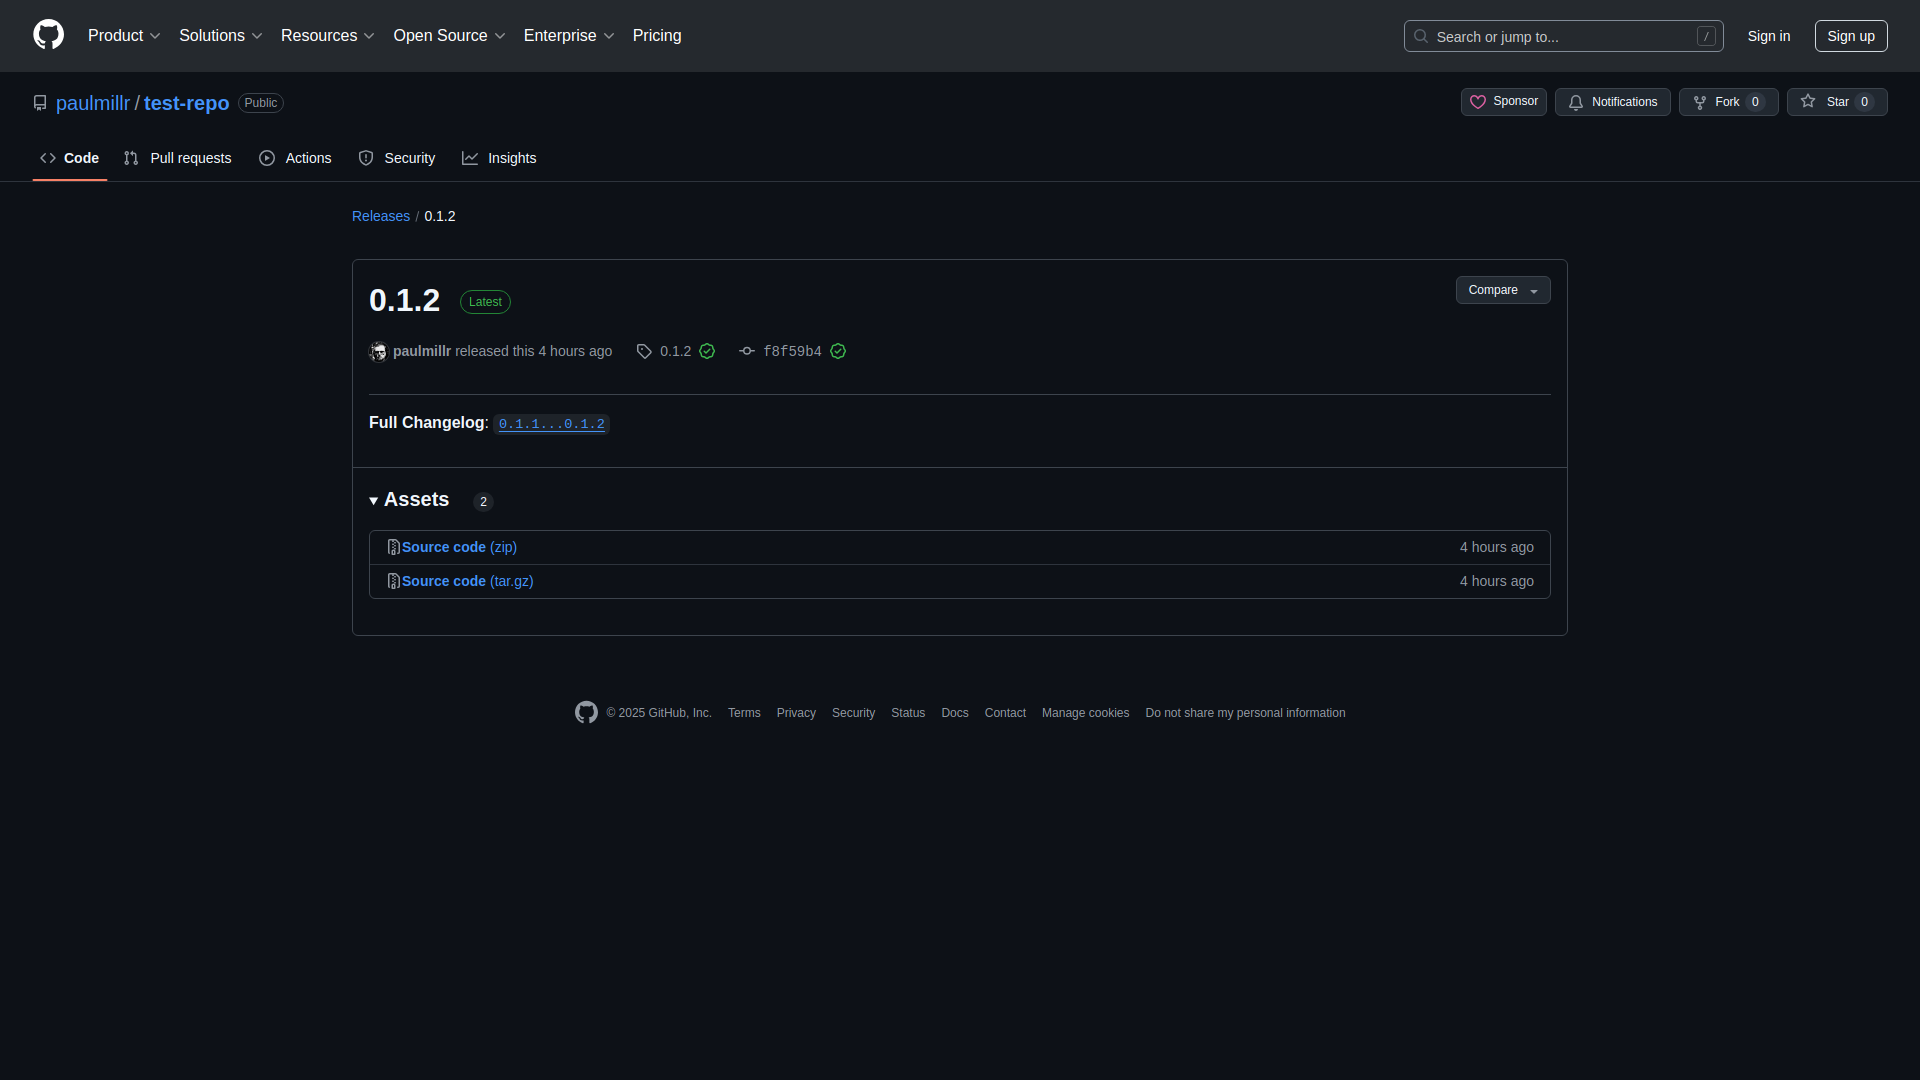 Product Solutions Resources Open Source Enterprise Pricing Search or jump to... / Sign in Sign up
paulmillr / test-repo Public Sponsor Notifications Fork 0 Star 0
Code Pull requests Actions Security Insights
Releases / 0.1.2
0.1.2 Latest Compare
paulmillr released this 4 hours ago 0.1.2 f8f59b4
Full Changelog: 0.1.1...0.1.2
Assets 2
Source code (zip) 4 hours ago
Source code (tar.gz) 4 hours ago
© 2025 GitHub, Inc. Terms Privacy Security Status Docs Contact Manage cookies Do not share my personal information